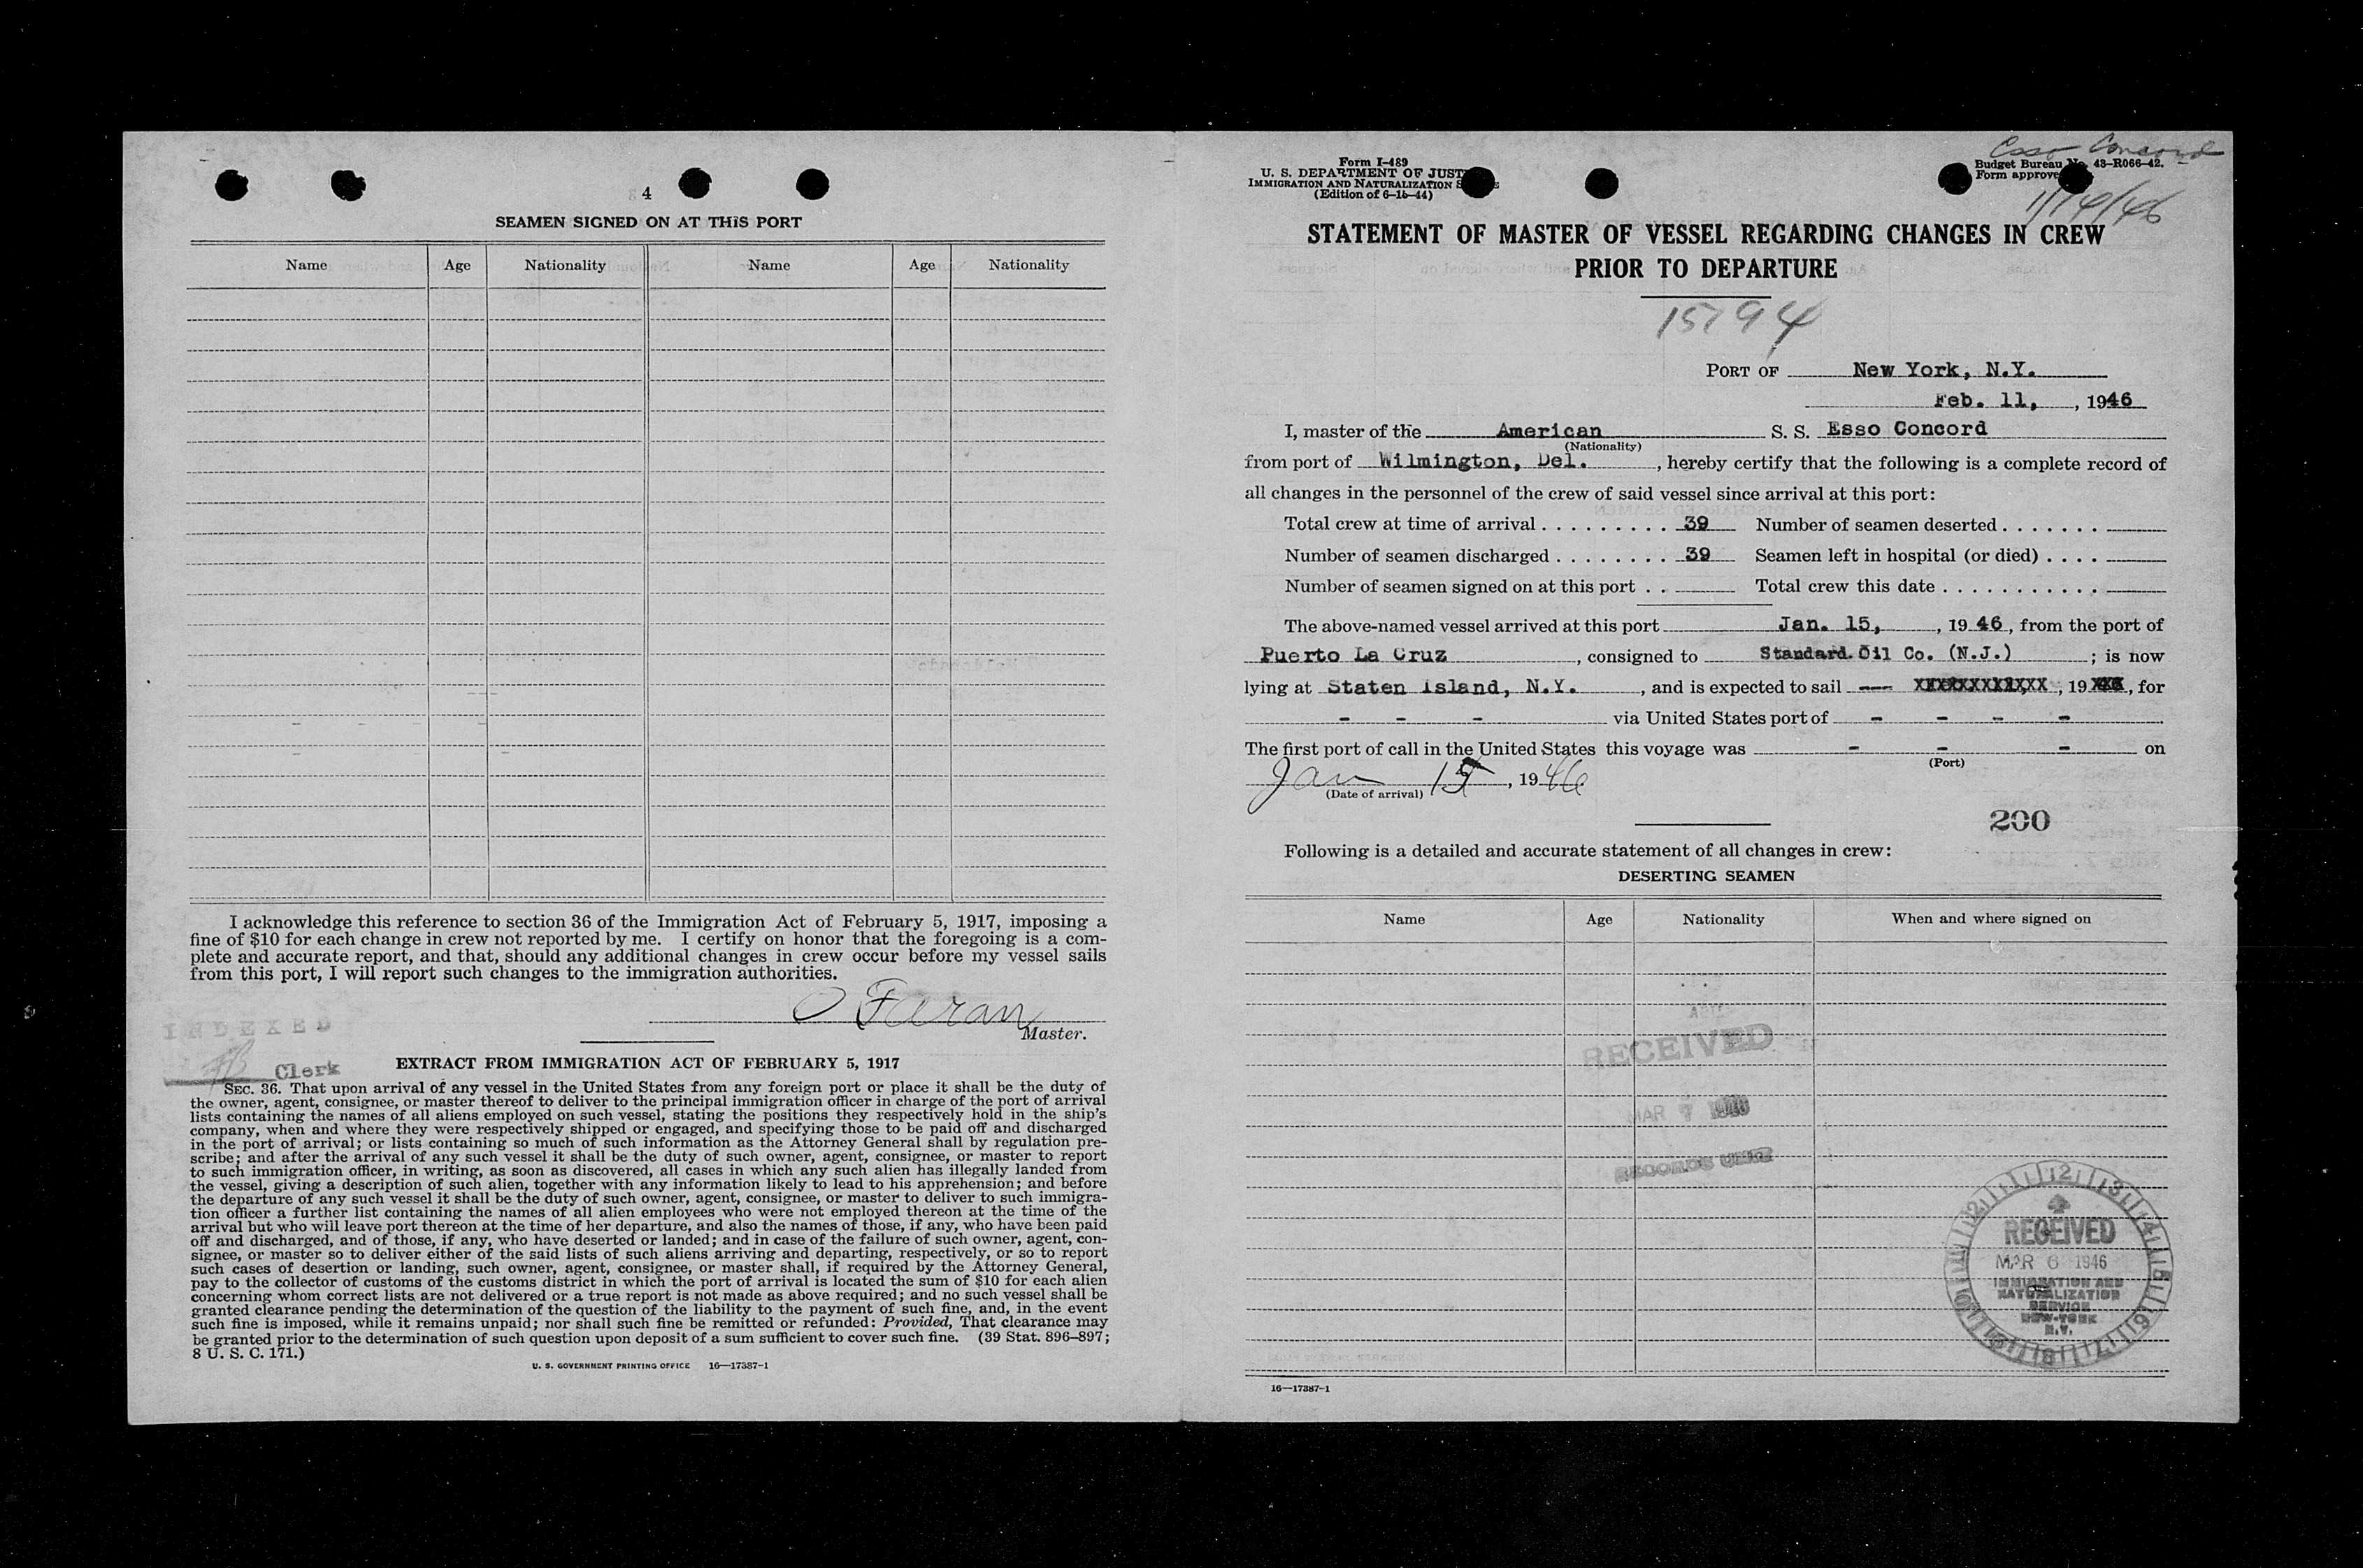 4
SEAMEN SIGNED ON AT THIS PORT
Name Age Nationality Name Age Nationality
I acknowledge this reference to section 36 of the Immigration Act of February 5, 1917, imposing a
fine of $10 for each change in crew not reported by me. I certify on honor that the foregoing is a com-
plete and accurate report, and that, should any additional changes in crew occur before my vessel sails
from this port, I will report such changes to the immigration authorities.
O Faran
Master.
INDEXED
Clerk
EXTRACT FROM IMMIGRATION ACT OF FEBRUARY 5, 1917
SEC. 36. That upon arrival of any vessel in the United States from any foreign port or place it shall be the duty of
the owner, agent, consignee, or master thereof to deliver to the principal immigration officer in charge of the port of arrival
lists containing the names of all aliens employed on such vessel, stating the positions they respectively hold in the ship's
company, when and where they were respectively shipped or engaged, and specifying those to be paid off and discharged
in the port of arrival; or lists containing so much of such information as the Attorney General shall by regulation pre-
scribe; and after the arrival of any such vessel it shall be the duty of such owner, agent, consignee, or master to report
to such immigration officer, in writing, as soon as discovered, all cases in which any such alien has illegally landed from
the vessel, giving a description of such alien, together with any information likely to lead to his apprehension; and before
the departure of any such vessel it shall be the duty of such owner, agent, consignee, or master to deliver to such immigra-
tion officer a further list containing the names of all alien employees who were not employed thereon at the time of the
arrival but who will leave port thereon at the time of her departure, and also the names of those, if any, who have been paid
off and discharged, and of those, if any, who have deserted or landed; and in case of the failure of such owner, agent, con-
signee, or master so to deliver either of the said lists of such aliens arriving and departing, respectively, or so to report
such cases of desertion or landing, such owner, agent, consignee, or master shall, if required by the Attorney General,
pay to the collector of customs of the customs district in which the port of arrival is located the sum of $10 for each alien
concerning whom correct lists are not delivered or a true report is not made as above required; and no such vessel shall be
granted clearance pending the determination of the question of the liability to the payment of such fine, and, in the event
such fine is imposed, while it remains unpaid; nor shall such fine be remitted or refunded: Provided, That clearance may
be granted prior to the determination of such question upon deposit of a sum sufficient to cover such fine. (39 Stat. 896–897;
8 U. S. C. 171.)
U. S. GOVERNMENT PRINTING OFFICE 16—17387-1
Esso Concord
1/14/46
Form I-489
U. S. DEPARTMENT OF JUST
IMMIGRATION AND NATURALIZATION S
(Edition of 6-15-44)
Budget Bureau No. 43-R066-42.
Form approve
STATEMENT OF MASTER OF VESSEL REGARDING CHANGES IN CREW
PRIOR TO DEPARTURE
15794
PORT OF New York, N.Y.
Feb. 11, , 1946
I, master of the American S. S. Esso Concord
(Nationality)
from port of Wilmington, Del. , hereby certify that the following is a complete record of
all changes in the personnel of the crew of said vessel since arrival at this port:
Total crew at time of arrival . . . . . . . . . 39 Number of seamen deserted . . . . . . .
Number of seamen discharged . . . . . . . . 39 Seamen left in hospital (or died) . . . .
Number of seamen signed on at this port . . Total crew this date . . . . . . . . . . .
The above-named vessel arrived at this port Jan. 15, , 19 46, from the port of
Puerto La Cruz , consigned to Standard Oil Co. (N.J.) ; is now
lying at Staten Island, N.Y. , and is expected to sail --- XXXXXXXXXXXX , 19 XXX , for
- - - via United States port of - - - -
The first port of call in the United States this voyage was - - - on
(Port)
Jan 15 , 19 46
(Date of arrival)
200
Following is a detailed and accurate statement of all changes in crew:
DESERTING SEAMEN
Name Age Nationality When and where signed on
RECEIVED
MAR 7
RECORDS UNIT
RECEIVED
MAR 6 1946
IMMIGRATION AND
NATURALIZATION
SERVICE
NEW-YORK
N.Y.
16—17387-1